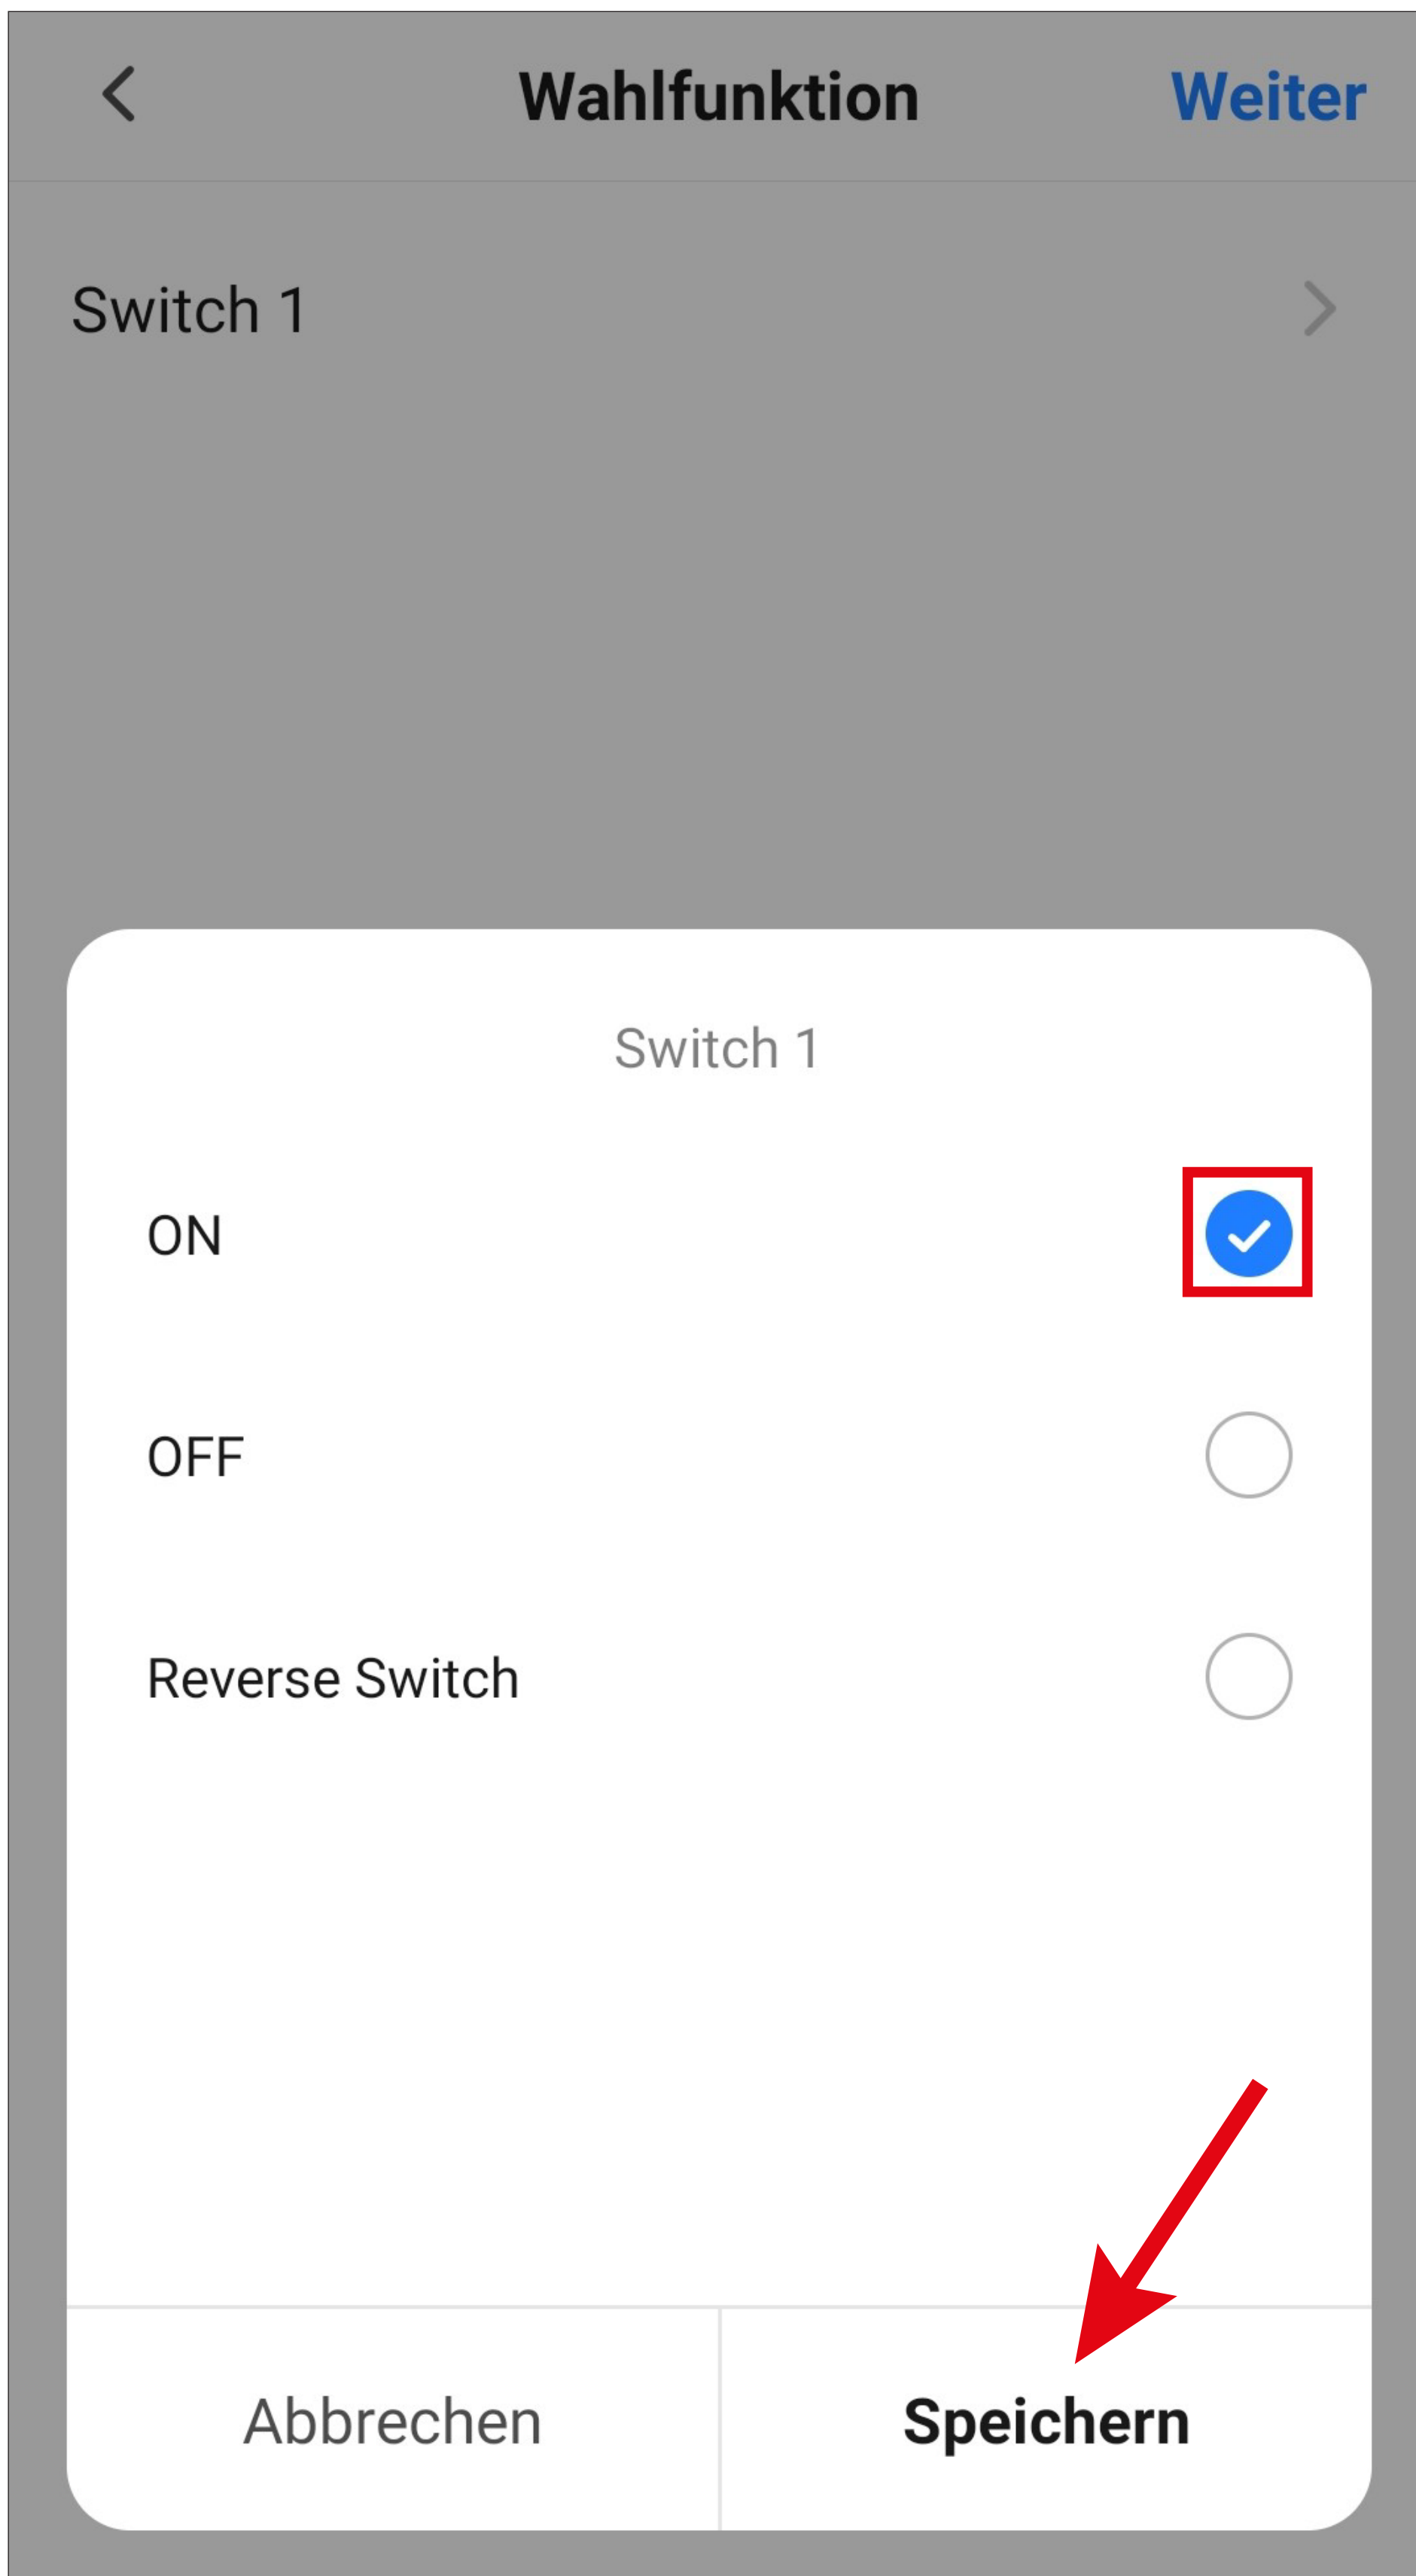 Wahlfunktion
Weiter
Switch 1
Switch 1
ON
OFF
Reverse Switch
Abbrechen
Speichern